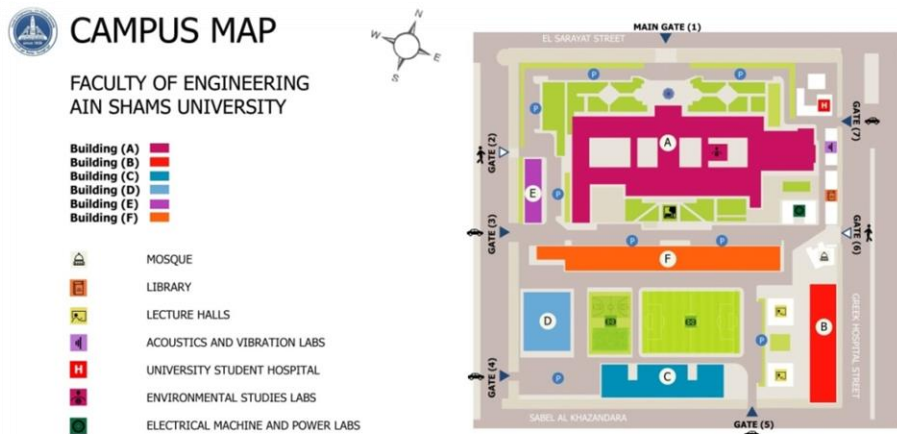 CAMPUS MAP
FACULTY OF ENGINEERING
AIN SHAMS UNIVERSITY
Building (A)
Building (B)
Building (C)
Building (D)
Building (E)
Building (F)
MOSQUE
LIBRARY
LECTURE HALLS
ACOUSTICS AND VIBRATION LABS
H
UNIVERSITY STUDENT HOSPITAL
ENVIRONMENTAL STUDIES LABS
ELECTRICAL MACHINE AND POWER LABS
N
W
E
S
MAIN GATE (1)
EL SARAYAT STREET
P
P
P
H
GATE (7)
A
GATE (2)
E
P
GATE (3)
P
P
GATE (6)
F
D
B
P
GREEK HOSPITAL STREET
GATE (4)
P
C
SABEL AL KHAZANDARA
GATE (5)